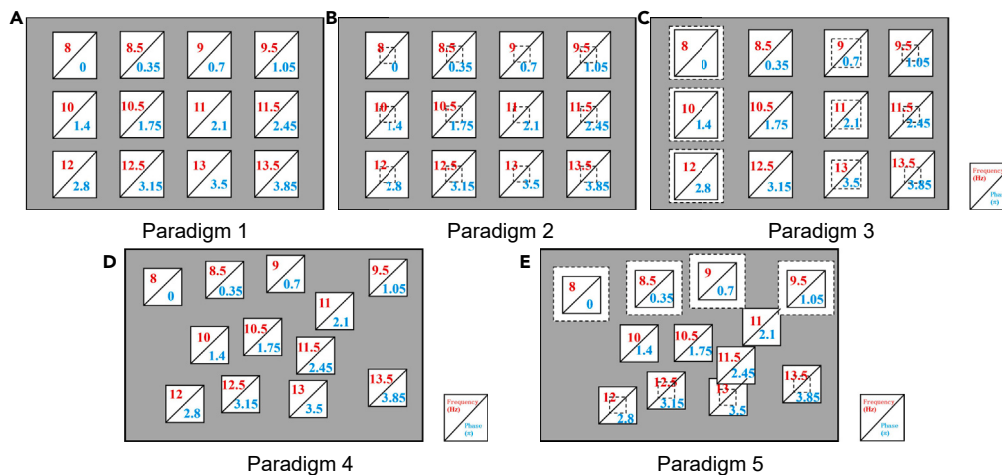 A
B
C
8 8.5 9 9.5
0 0.35 0.7 1.05
10 10.5 11 11.5
1.4 1.75 2.1 2.45
12 12.5 13 13.5
2.8 3.15 3.5 3.85
8 8.5 9 9.5
0 0.35 0.7 1.05
10 10.5 11 11.5
1.4 1.75 2.1 2.45
12 12.5 13 13.5
2.8 3.15 3.5 3.85
8 8.5 9 9.5
0 0.35 0.7 1.05
10 10.5 11 11.5
1.4 1.75 2.1 2.45
12 12.5 13 13.5
2.8 3.15 3.5 3.85
Frequency
(Hz)
Phase
(π)
Paradigm 1
Paradigm 2
Paradigm 3
D
8 8.5 9 9.5
0 0.35 0.7 1.05
11
2.1
10 10.5 11.5
1.4 1.75 2.45
12 12.5 13 13.5
2.8 3.15 3.5 3.85
Frequency
(Hz)
Phase
(π)
Paradigm 4
E
8 8.5 9 9.5
0 0.35 0.7 1.05
11
2.1
10 10.5 11.5
1.4 1.75 2.45
12 12.5 13 13.5
2.8 3.15 3.5 3.85
Frequency
(Hz)
Phase
(π)
Paradigm 5